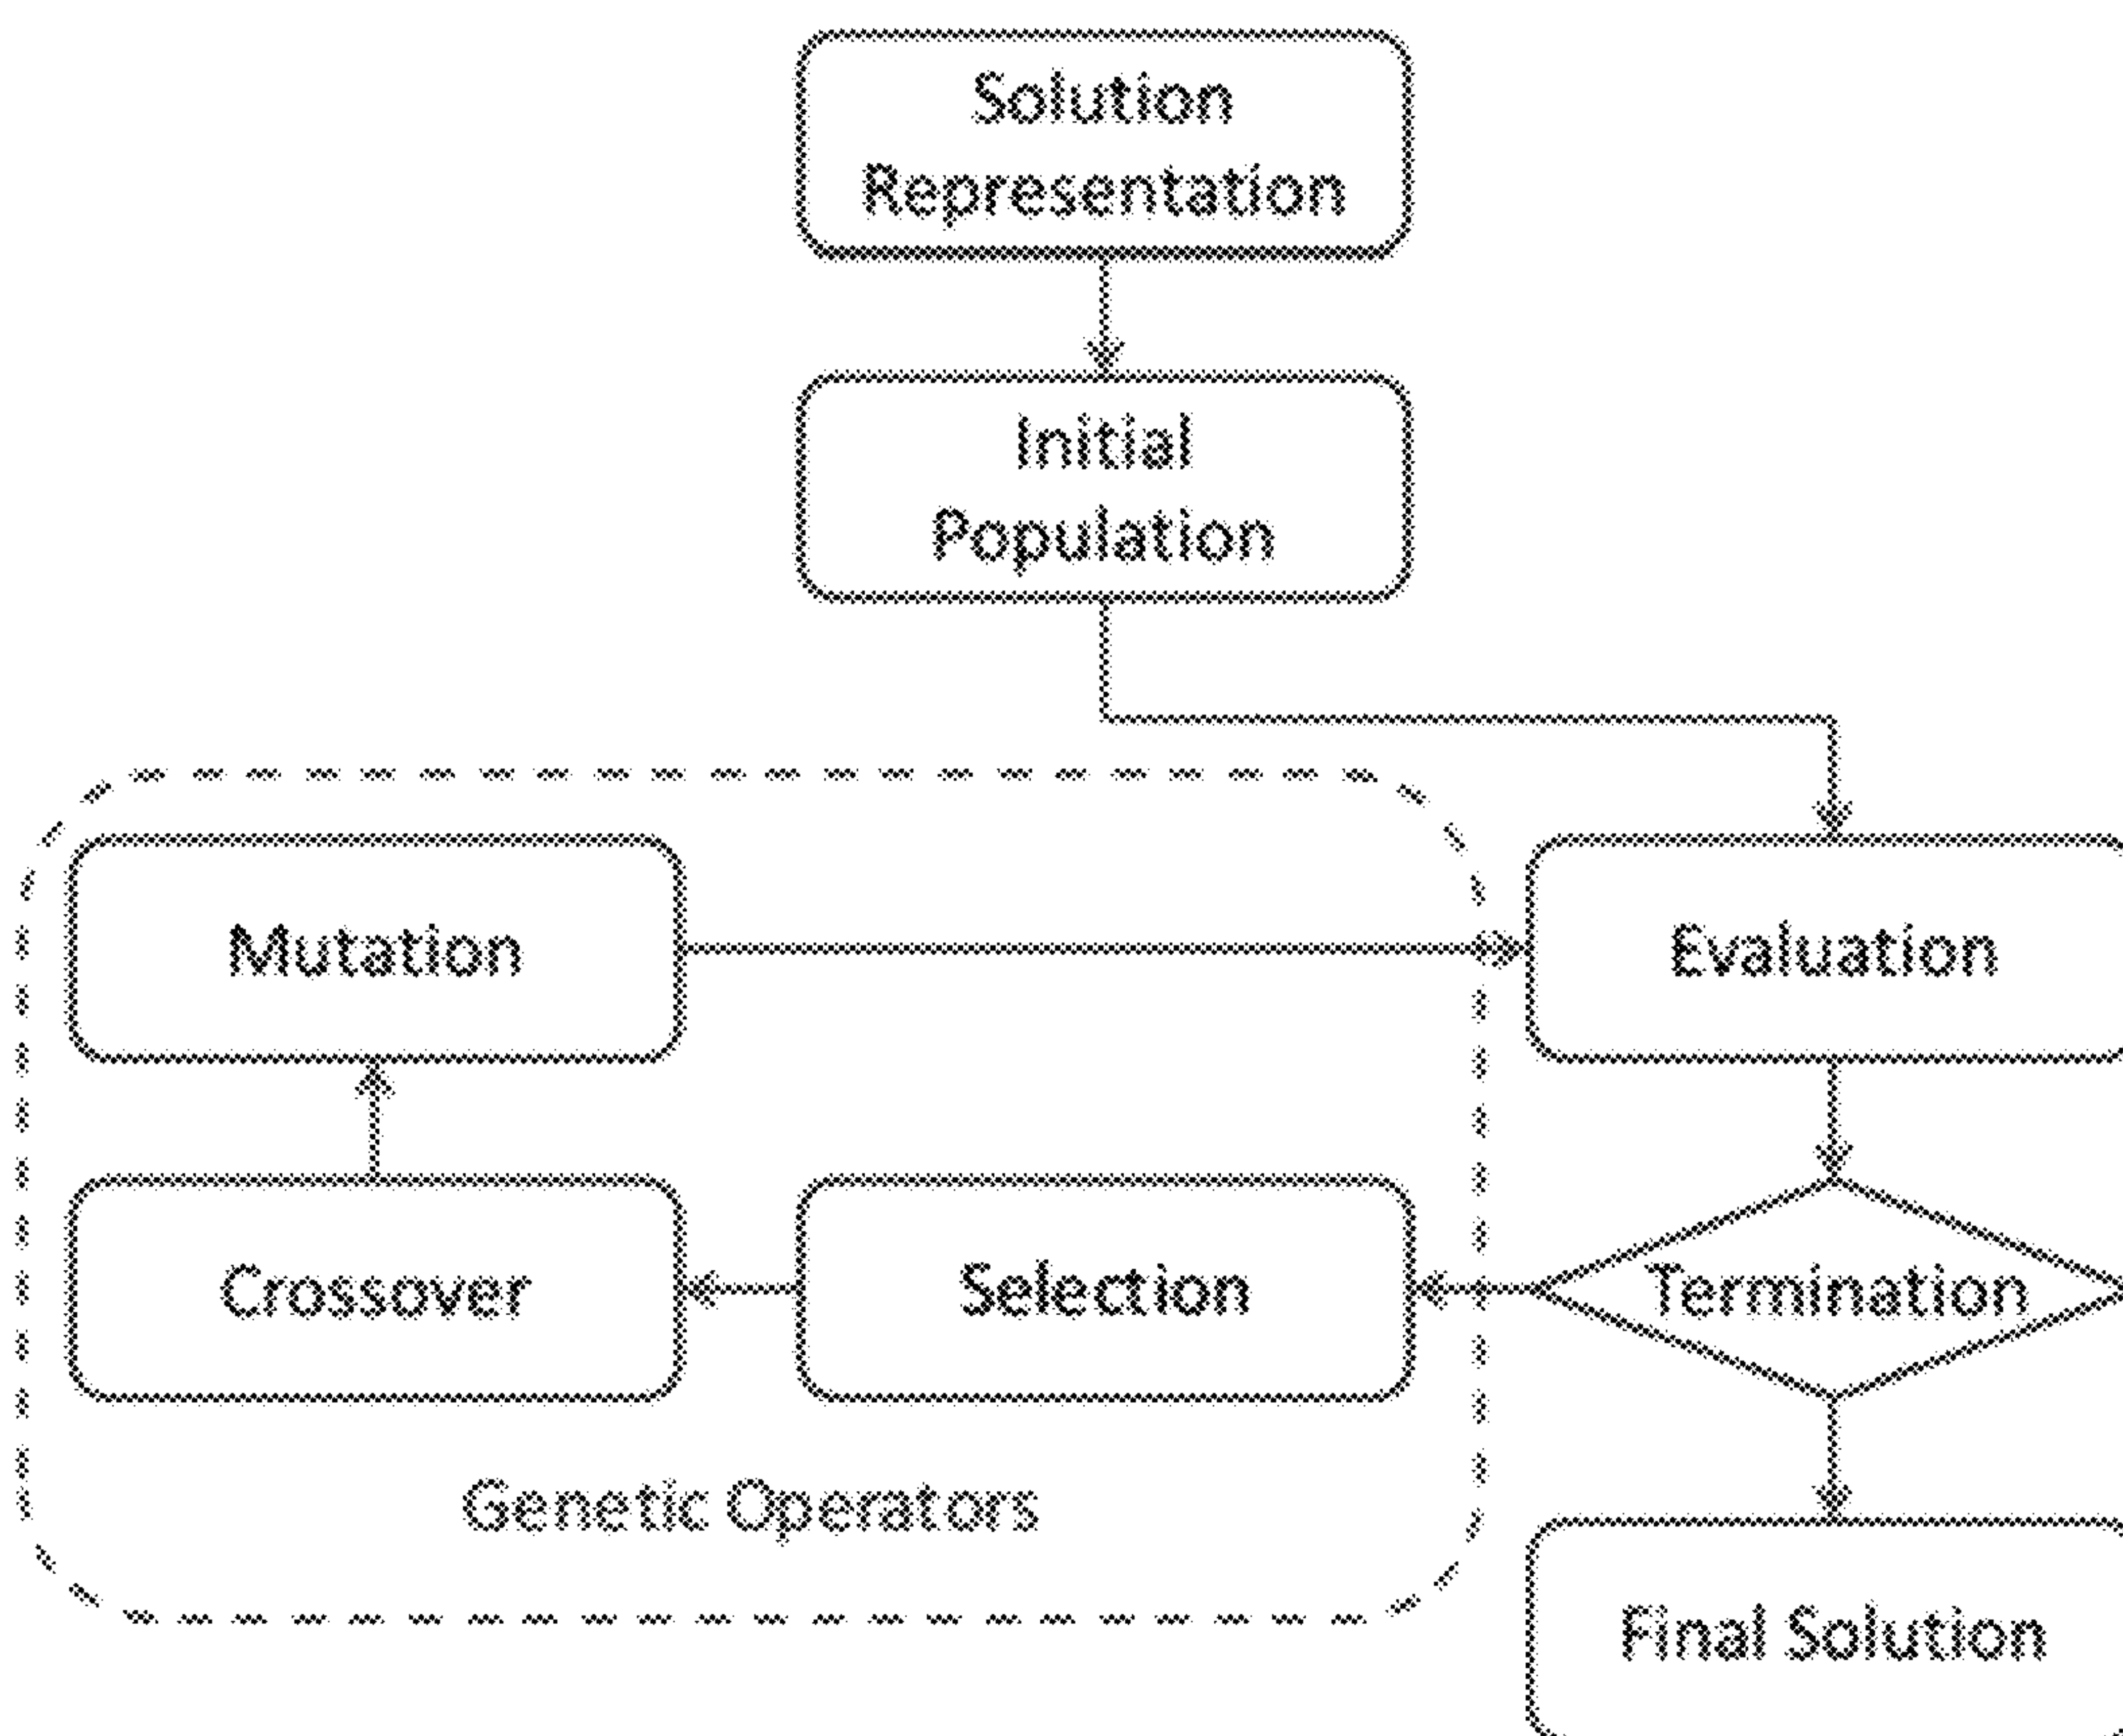 Solution
Representation
Initial
Population
Mutation
Evaluation
Crossover
Selection
Termination
Genetic Operators
Final Solution